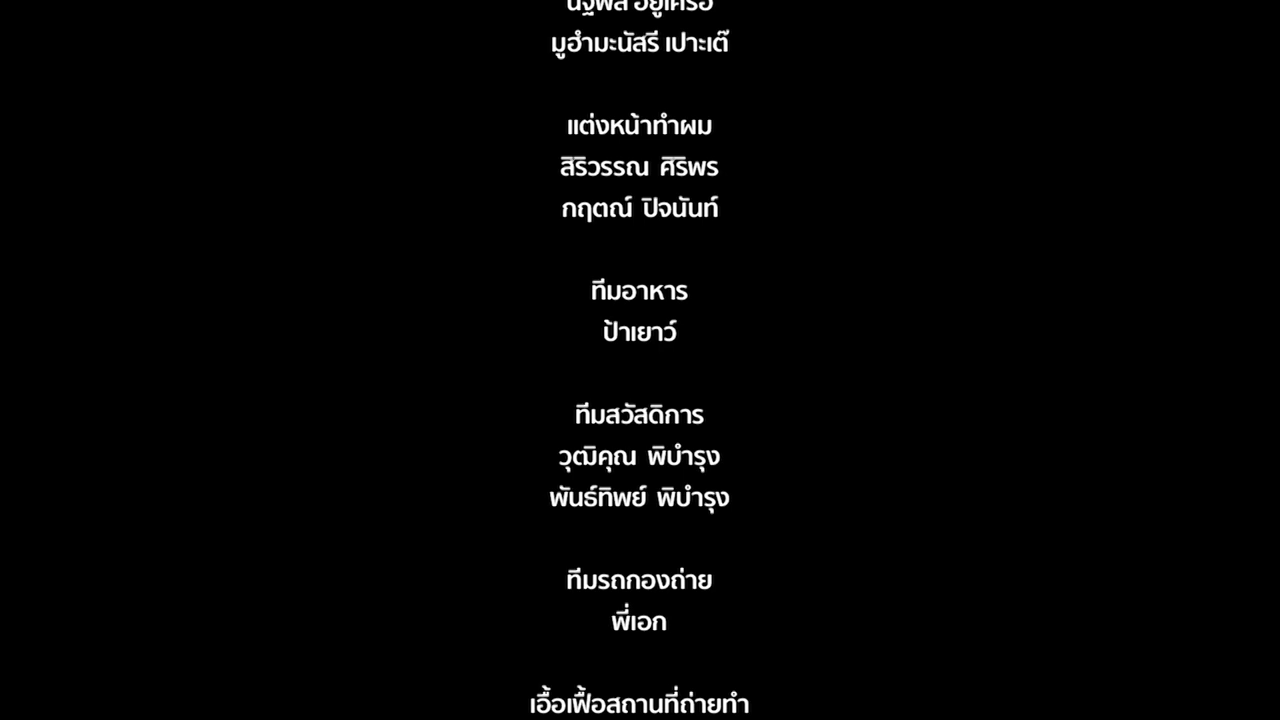 มูฮำมะนัสรี เปาะเต๊
แต่งหน้าทำผม
สิริวรรณ ศิริพร
กฤตณ์ ปิจนันท์
ทีมอาหาร
ป้าเยาว์
ทีมสวัสดิการ
วุฒิคุณ พิบำรุง
พันธ์ทิพย์ พิบำรุง
ทีมรถกองถ่าย
พี่เอก
เอื้อเฟื้อสถานที่ถ่ายทำ